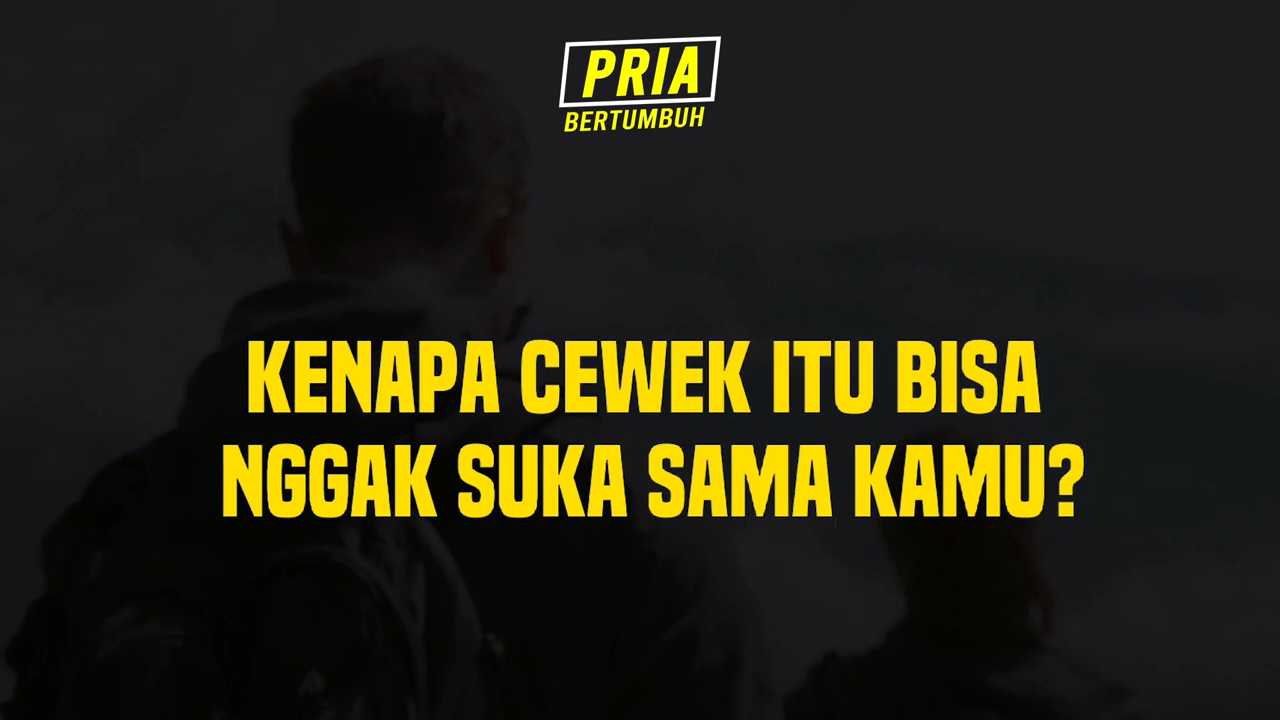 PRIA
BERTUMBUH
KENAPA CEWEK ITU BISA
NGGAK SUKA SAMA KAMU?